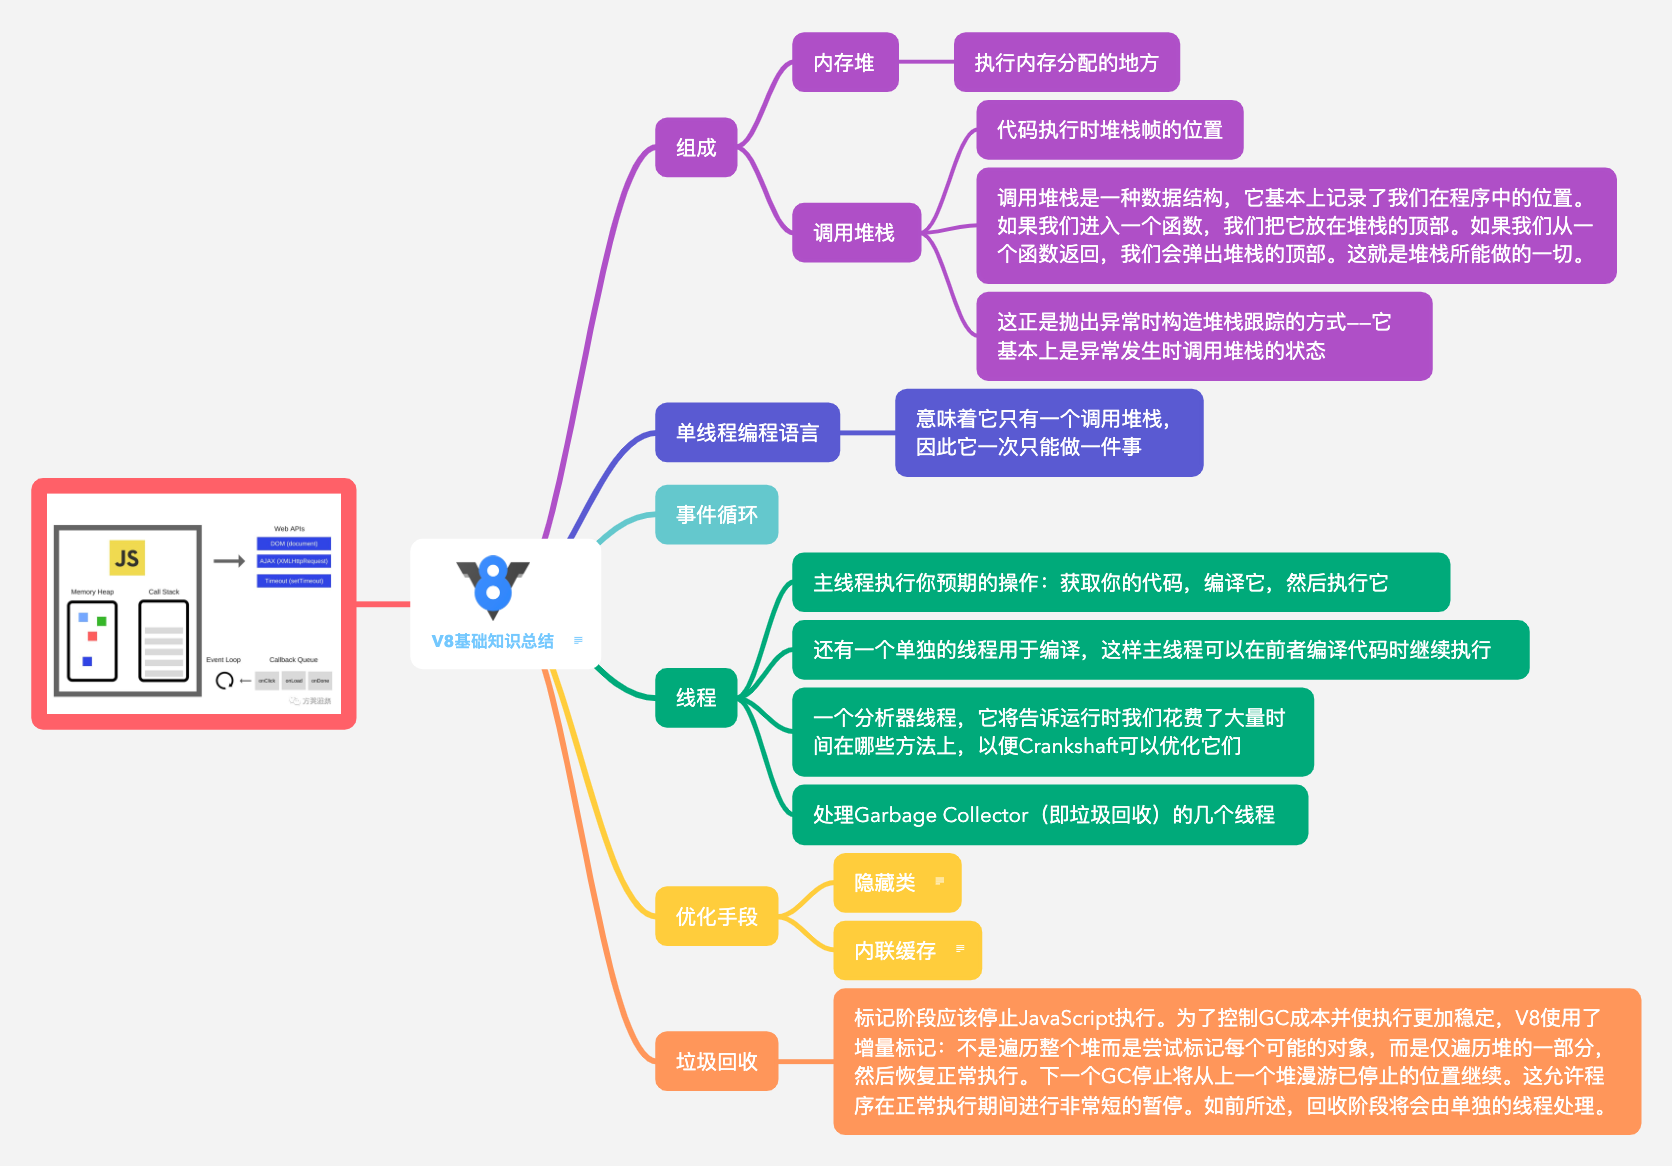 内存堆
执行内存分配的地方
代码执行时堆栈帧的位置
组成
调用堆栈是一种数据结构，它基本上记录了我们在程序中的位置。
如果我们进入一个函数，我们把它放在堆栈的顶部。如果我们从一
个函数返回，我们会弹出堆栈的顶部。这就是堆栈所能做的一切。
调用堆栈
这正是抛出异常时构造堆栈跟踪的方式——它
基本上是异常发生时调用堆栈的状态
单线程编程语言
意味着它只有一个调用堆栈，
因此它一次只能做一件事
事件循环
Web APIs
DOM (document)
AJAX (XMLHttpRequest)
Timeout (setTimeout)
JS
Memory Heap
Call Stack
Event Loop
Callback Queue
onClick
onLoad
onDone
V8基础知识总结
主线程执行你预期的操作：获取你的代码，编译它，然后执行它
还有一个单独的线程用于编译，这样主线程可以在前者编译代码时继续执行
线程
一个分析器线程，它将告诉运行时我们花费了大量时
间在哪些方法上，以便Crankshaft可以优化它们
处理Garbage Collector（即垃圾回收）的几个线程
隐藏类
优化手段
内联缓存
标记阶段应该停止JavaScript执行。为了控制GC成本并使执行更加稳定，V8使用了
增量标记：不是遍历整个堆而是尝试标记每个可能的对象，而是仅遍历堆的一部分，
垃圾回收
然后恢复正常执行。下一个GC停止将从上一个堆漫游已停止的位置继续。这允许程
序在正常执行期间进行非常短的暂停。如前所述，回收阶段将会由单独的线程处理。